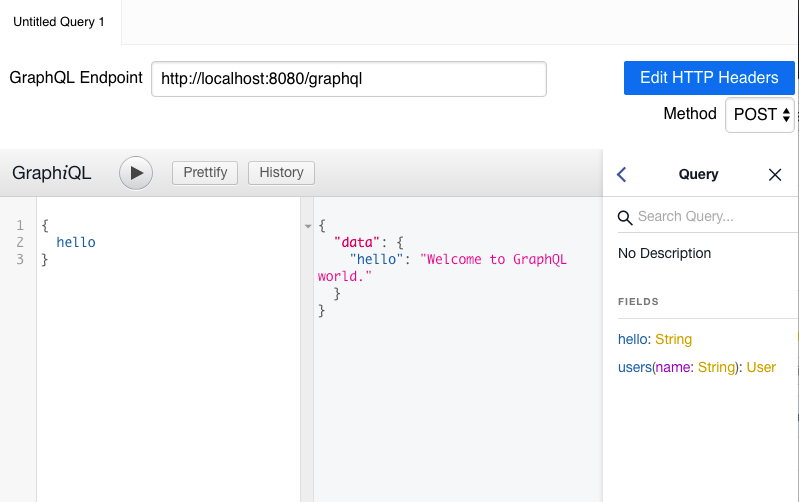 Untitled Query 1
GraphQL Endpoint http://localhost:8080/graphql Edit HTTP Headers
Method POST
GraphiQL Prettify History
Query
Search Query...
No Description
FIELDS
hello: String
users(name: String): User
1 {
2 hello
3 }
{
"data": {
"hello": "Welcome to GraphQL
world."
}
}